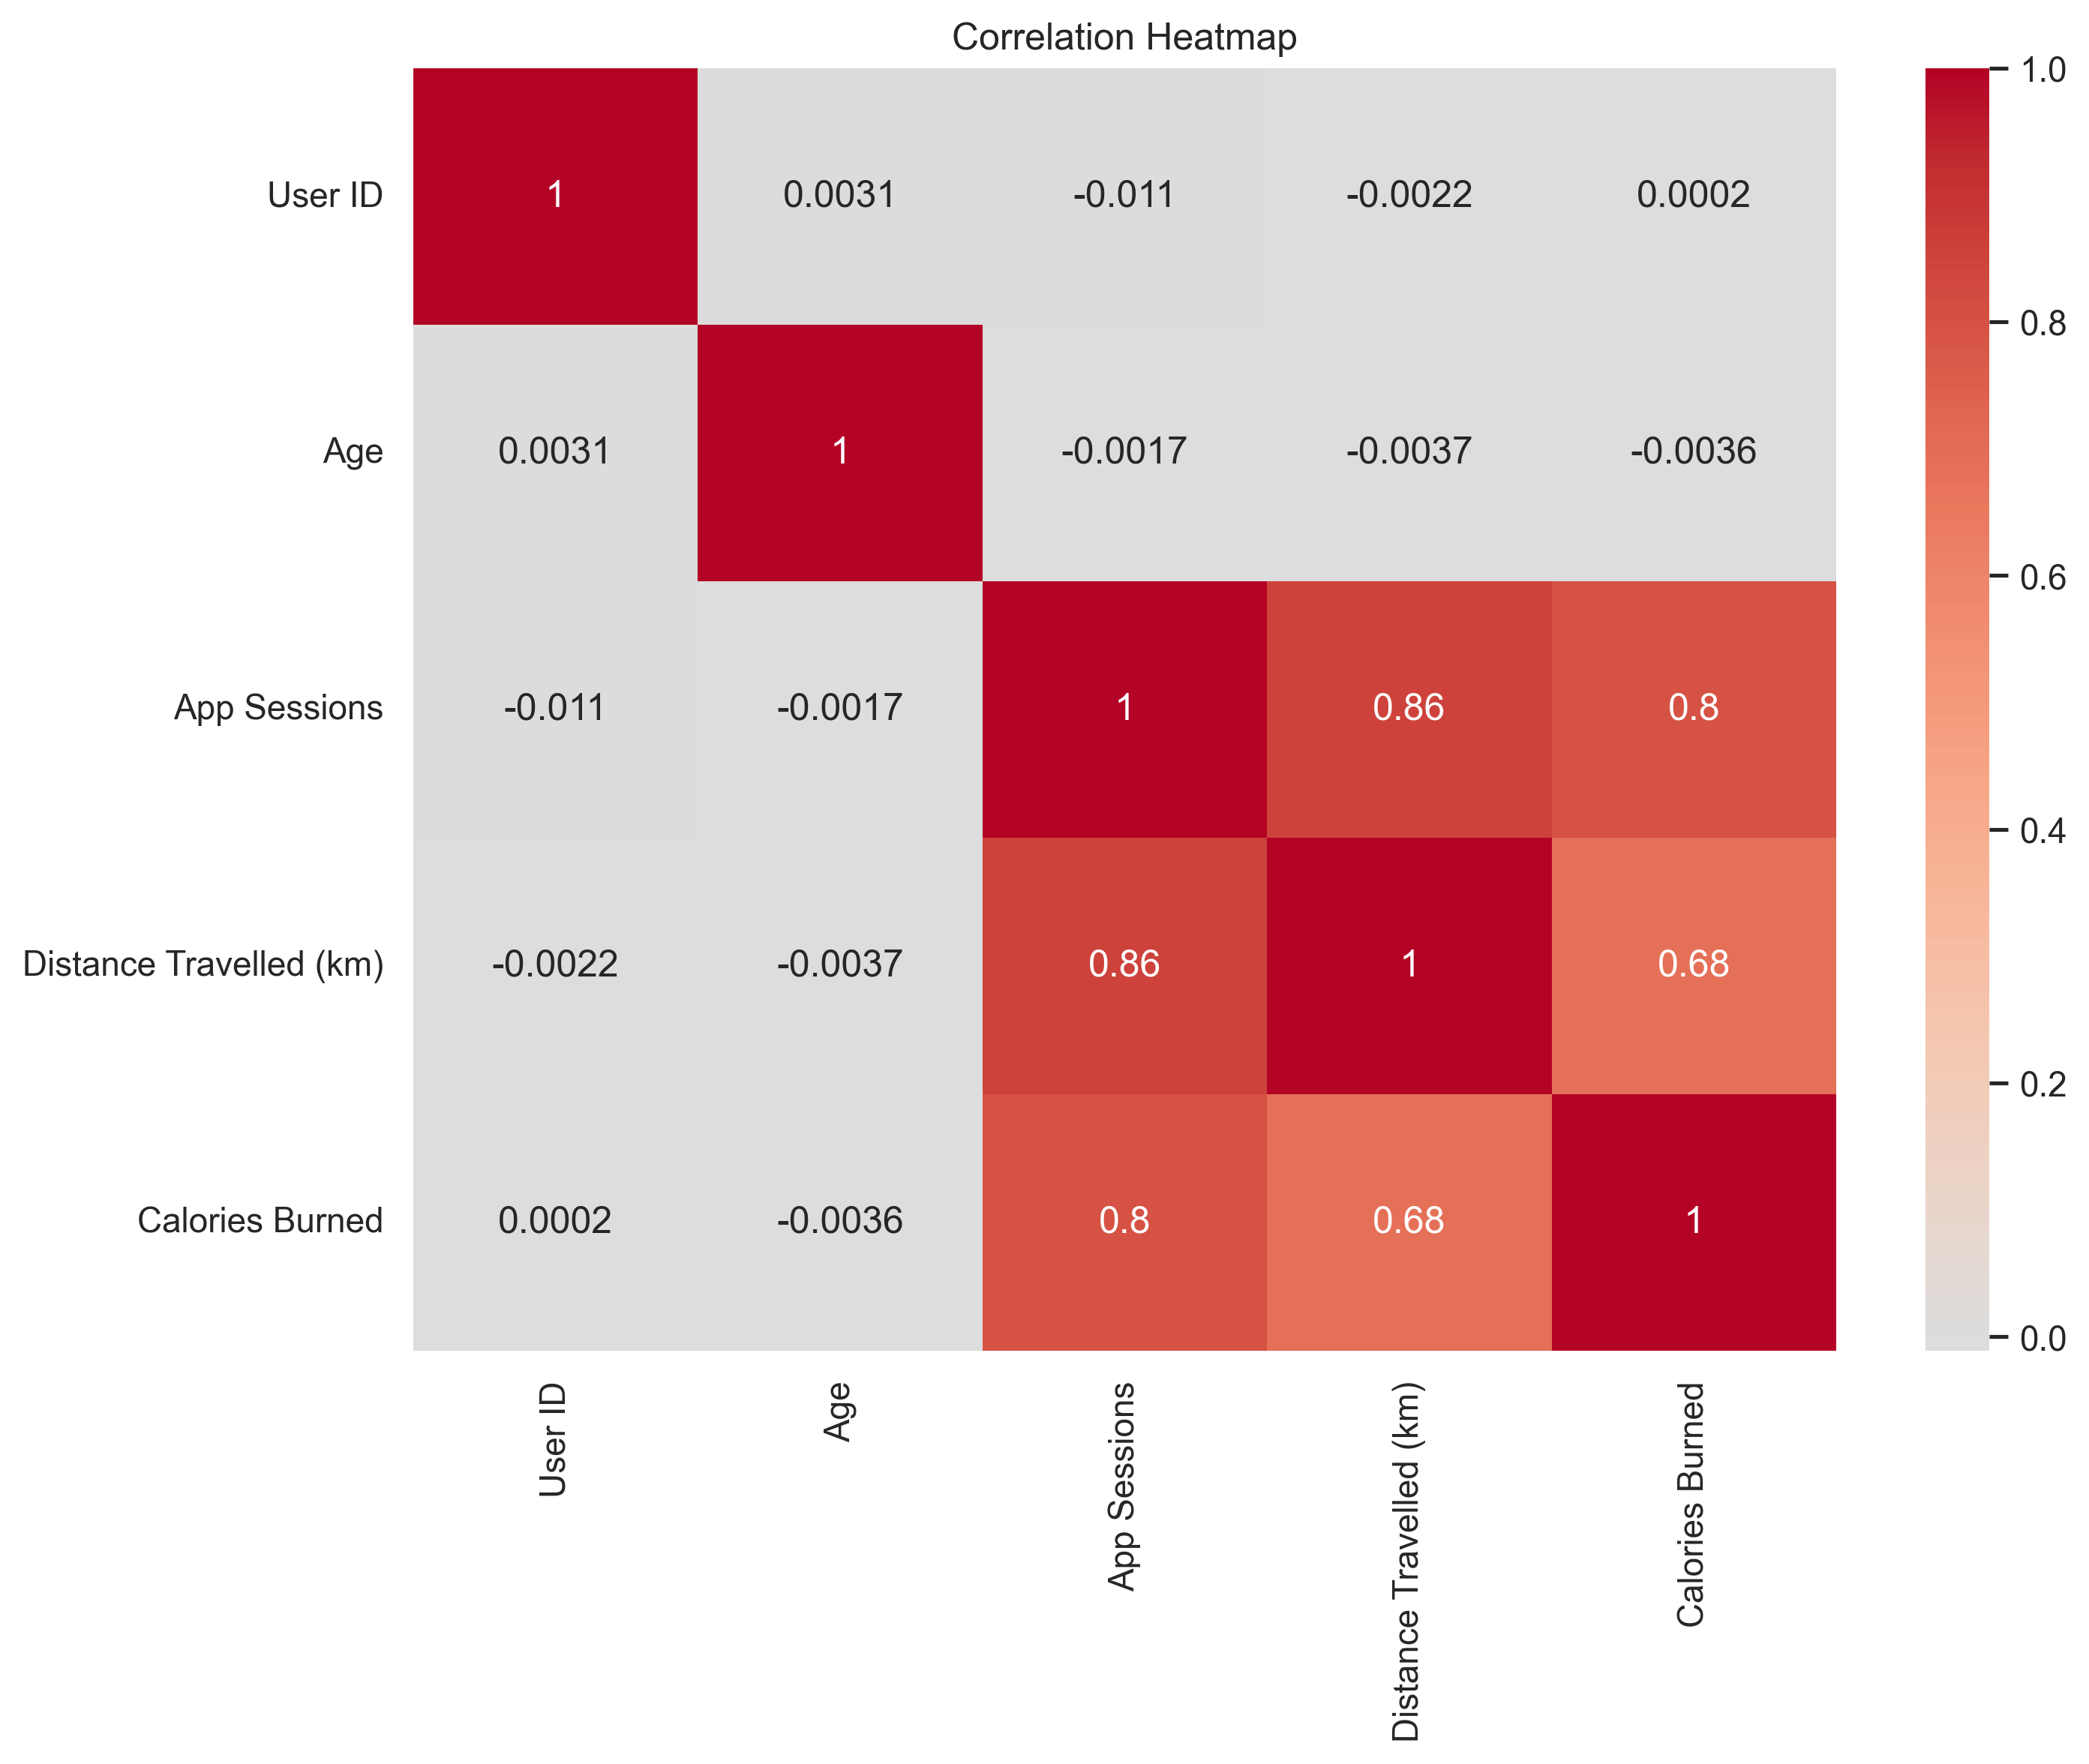 Correlation Heatmap
User ID 1 0.0031 -0.011 -0.0022 0.0002
Age 0.0031 1 -0.0017 -0.0037 -0.0036
App Sessions -0.011 -0.0017 1 0.86 0.8
Distance Travelled (km) -0.0022 -0.0037 0.86 1 0.68
Calories Burned 0.0002 -0.0036 0.8 0.68 1
User ID
Age
App Sessions
Distance Travelled (km)
Calories Burned
1.0
0.8
0.6
0.4
0.2
0.0